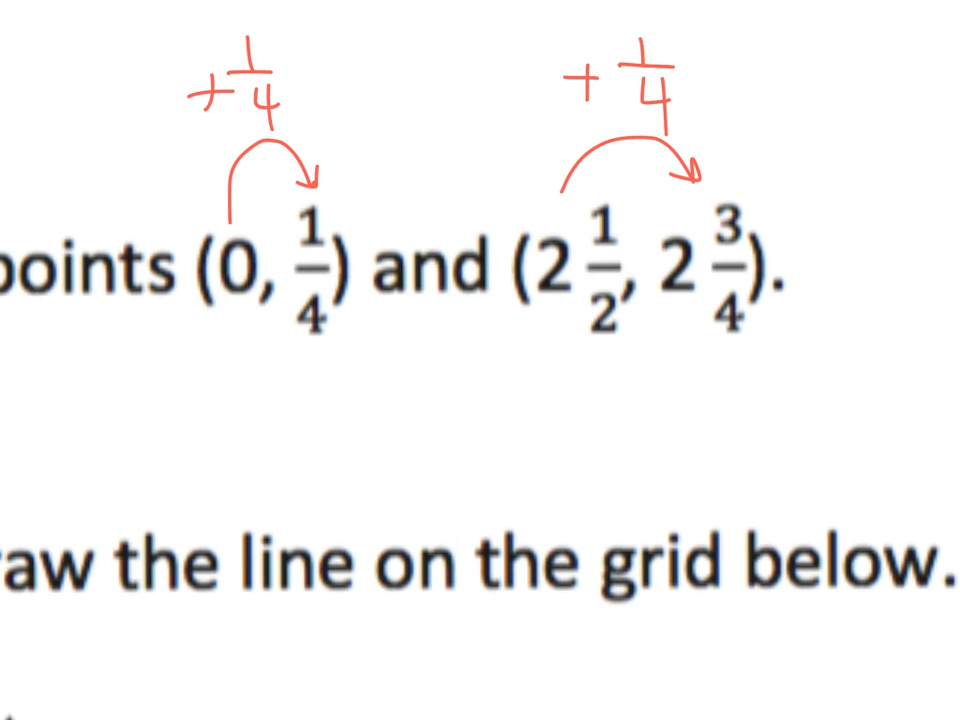 +1/4 +1/4
points (0, 1/4) and (2 1/2, 2 3/4).
the line on the grid below.